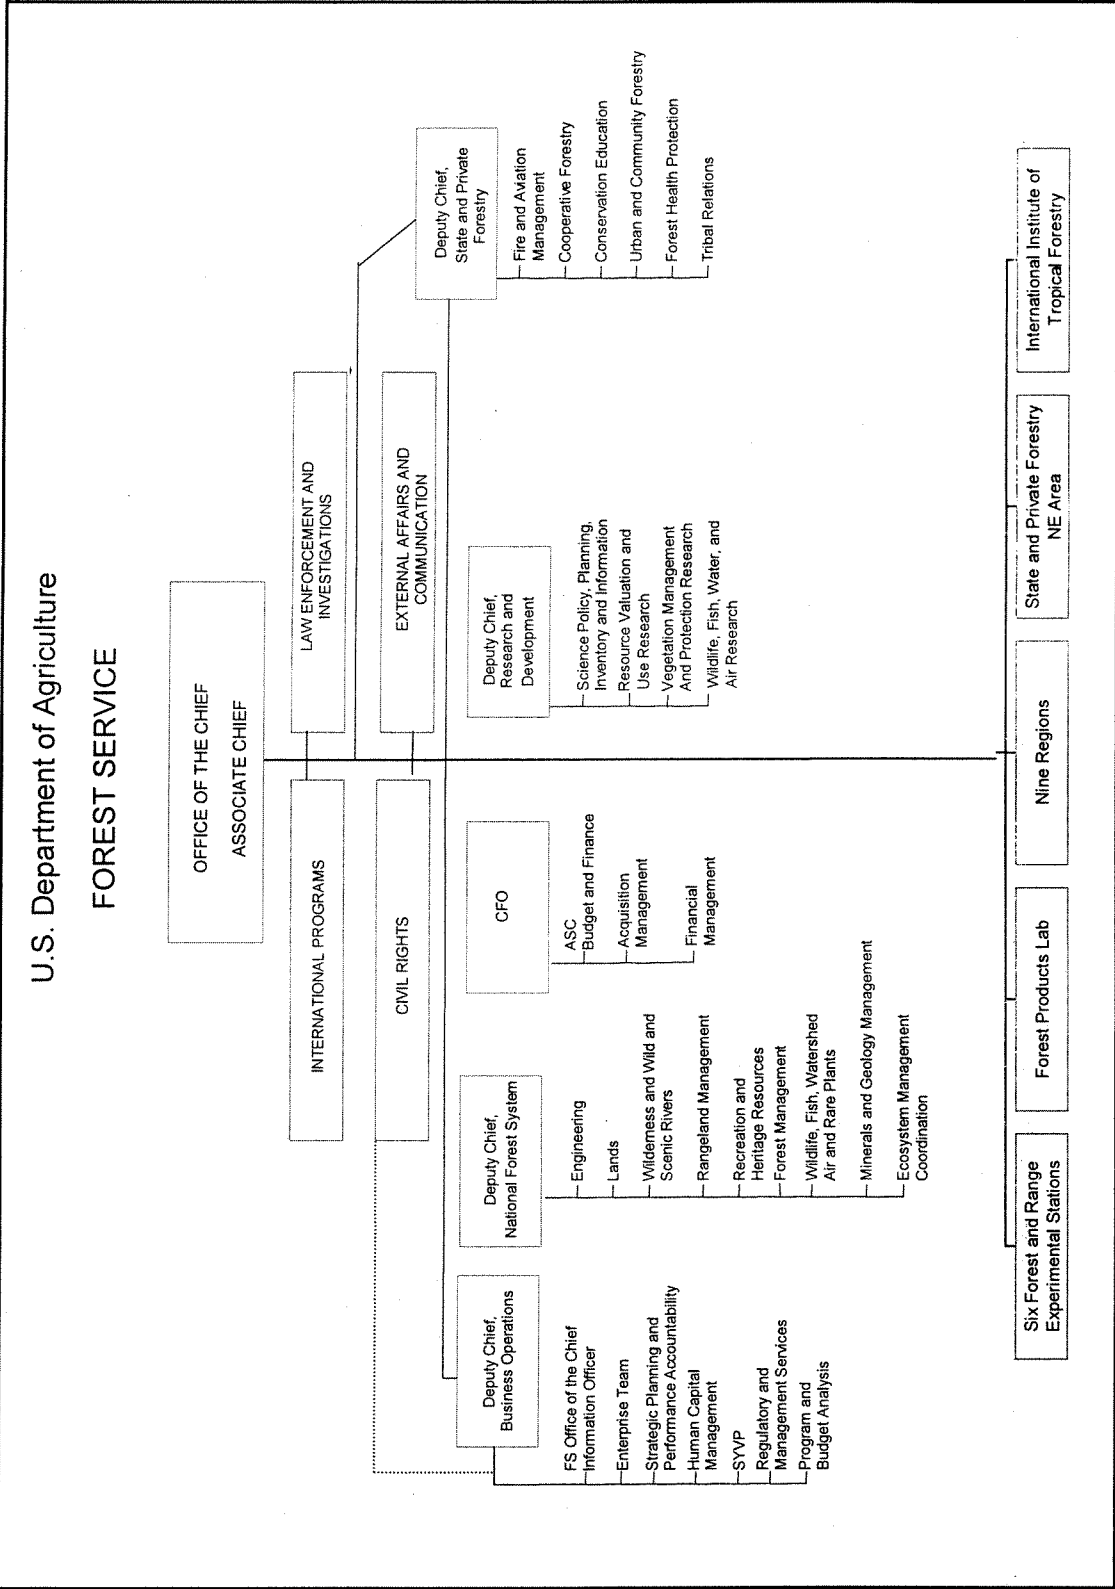 U.S. Department of Agriculture
FOREST SERVICE
OFFICE OF THE CHIEF
ASSOCIATE CHIEF
INTERNATIONAL PROGRAMS
LAW ENFORCEMENT AND
INVESTIGATIONS
CIVIL RIGHTS
EXTERNAL AFFAIRS AND
COMMUNICATION
Deputy Chief,
Business Operations
FS Office of the Chief
Information Officer
Enterprise Team
Strategic Planning and
Performance Accountability
Human Capital
Management
SYVP
Regulatory and
Management Services
Program and
Budget Analysis
Deputy Chief,
National Forest System
Engineering
Lands
Wilderness and Wild and
Scenic Rivers
Rangeland Management
Recreation and
Heritage Resources
Forest Management
Wildlife, Fish, Watershed
Air and Rare Plants
Minerals and Geology Management
Ecosystem Management
Coordination
CFO
ASC
Budget and Finance
Acquisition
Management
Financial
Management
Deputy Chief,
Research and
Development
Science Policy, Planning,
Inventory and Information
Resource Valuation and
Use Research
Vegetation Management
And Protection Research
Wildlife, Fish, Water, and
Air Research
Deputy Chief,
State and Private
Forestry
Fire and Aviation
Management
Cooperative Forestry
Conservation Education
Urban and Community Forestry
Forest Health Protection
Tribal Relations
Six Forest and Range
Experimental Stations
Forest Products Lab
Nine Regions
State and Private Forestry
NE Area
International Institute of
Tropical Forestry